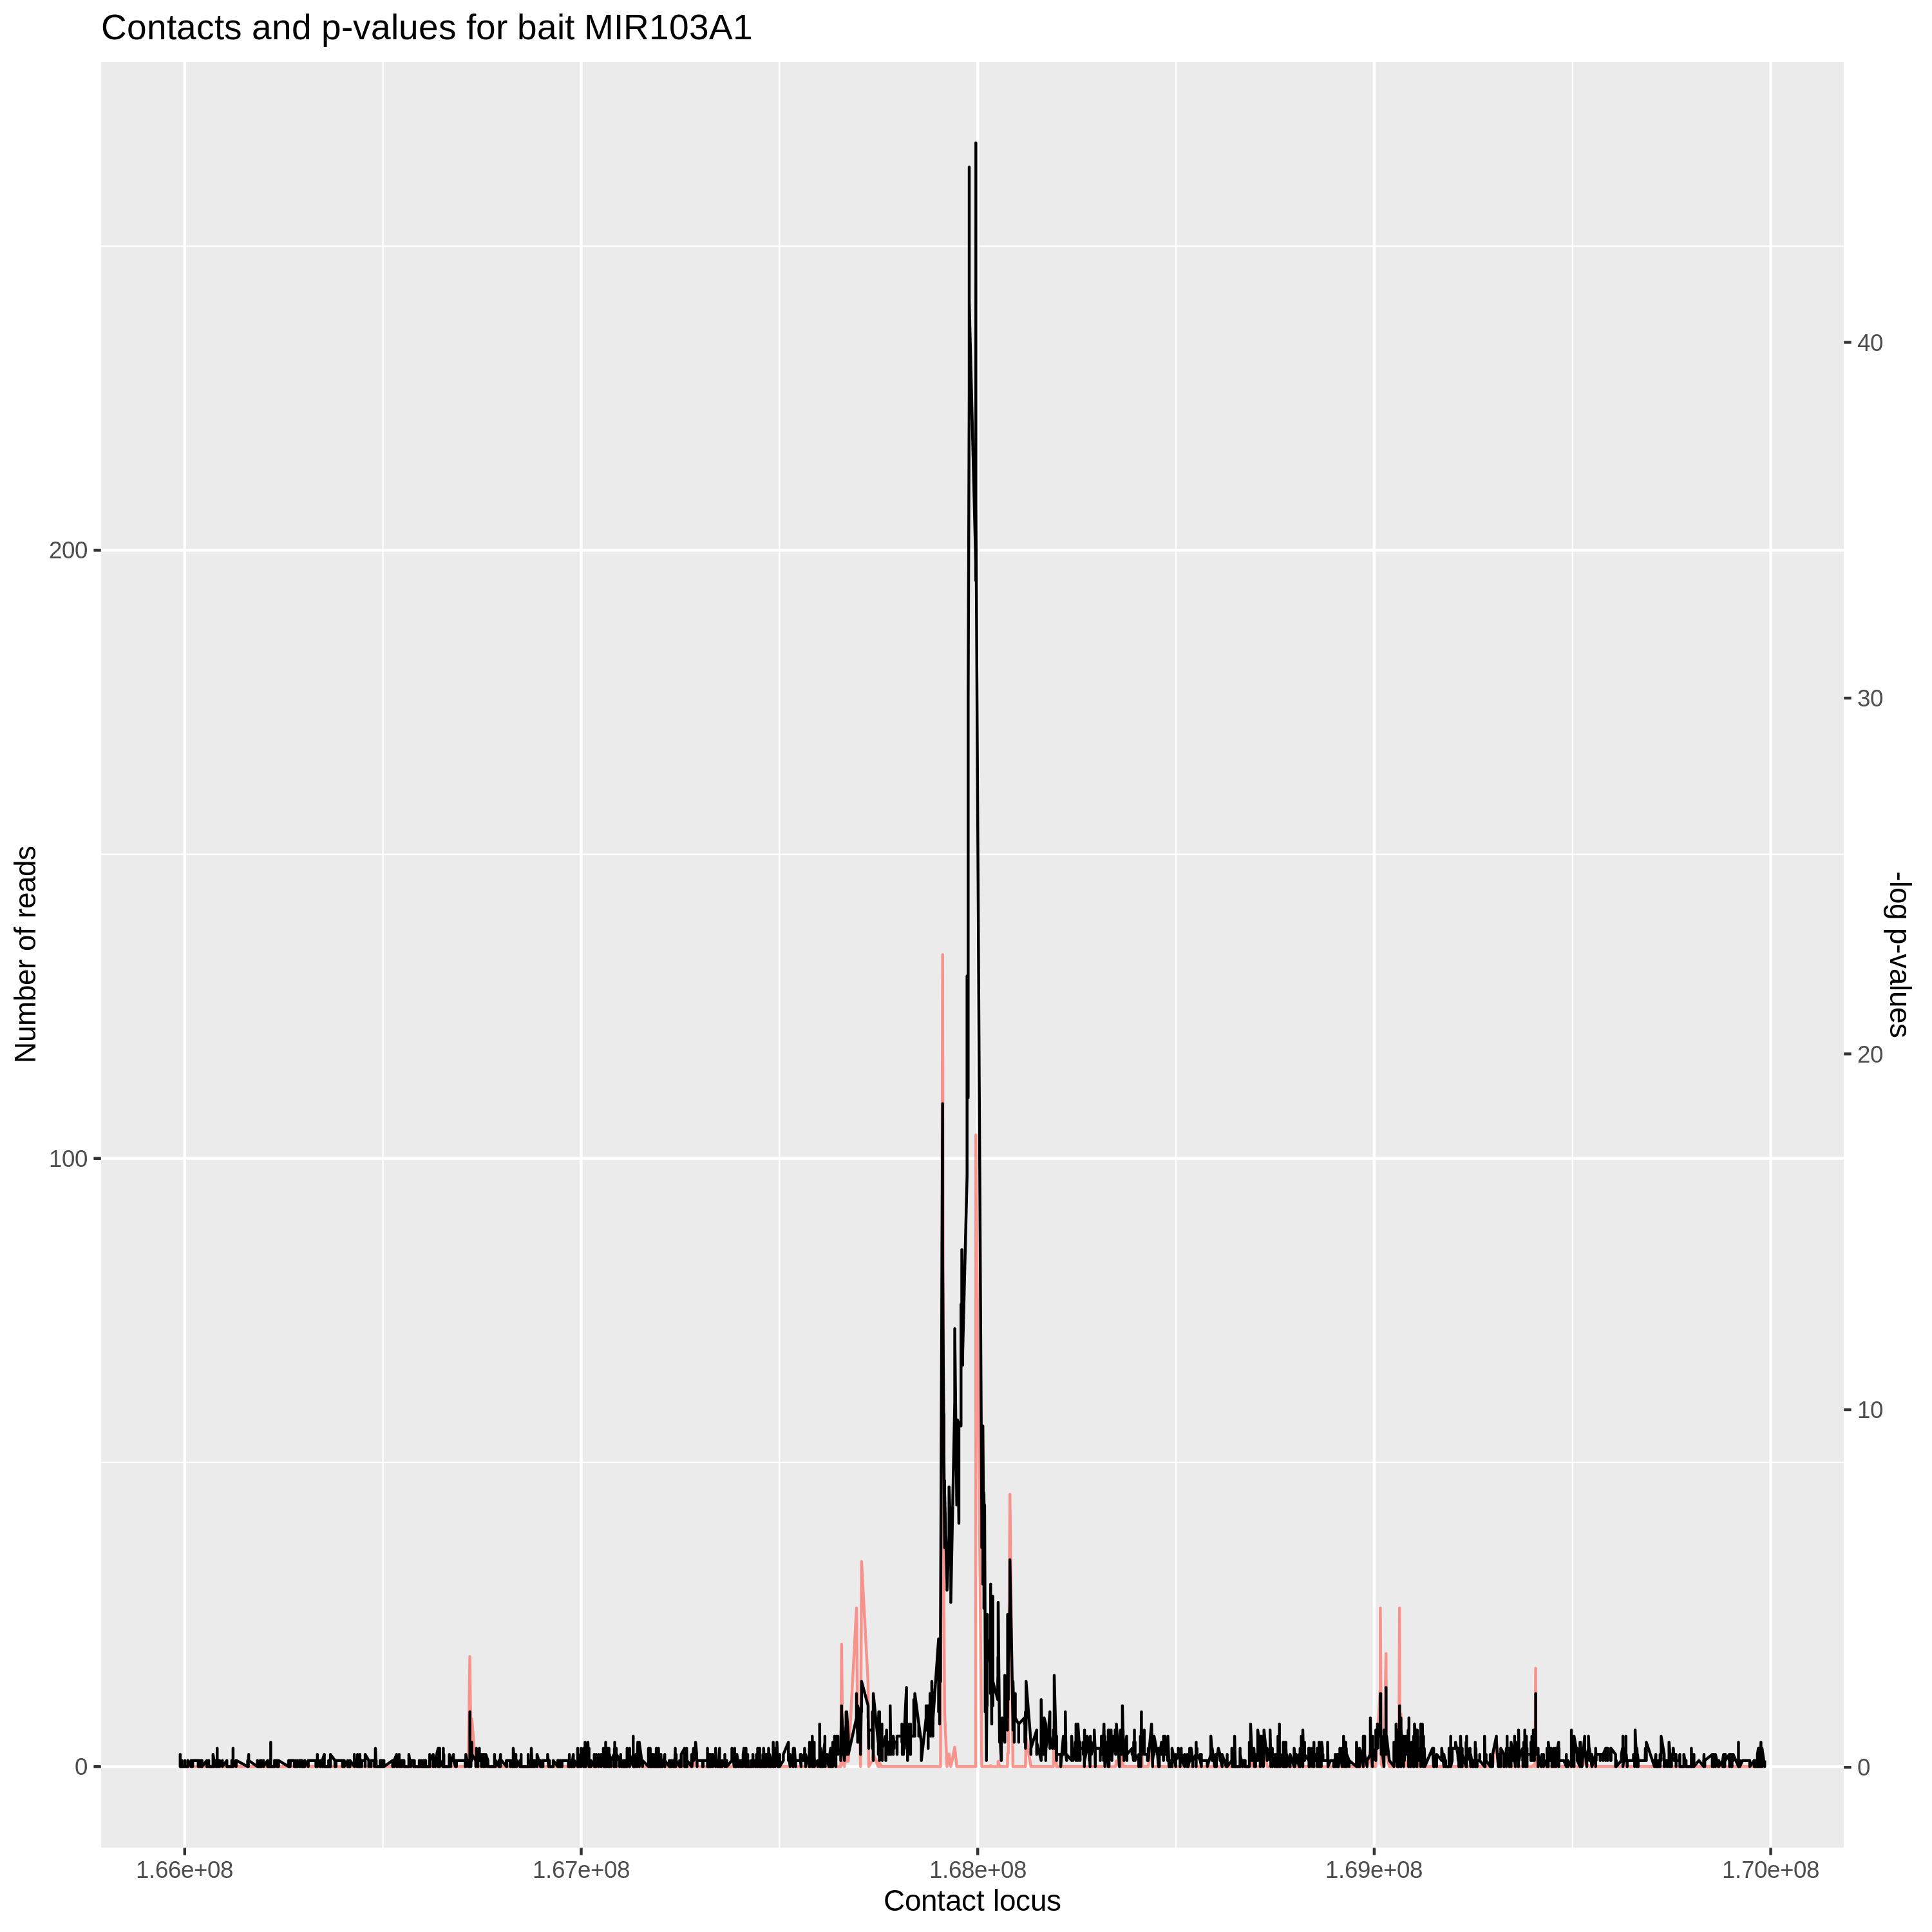 Contacts and p-values for bait MIR103A1
Number of reads
200
100
0
40
30
20
10
0
-log p-values
1.66e+08 1.67e+08 1.68e+08 1.69e+08 1.70e+08
Contact locus